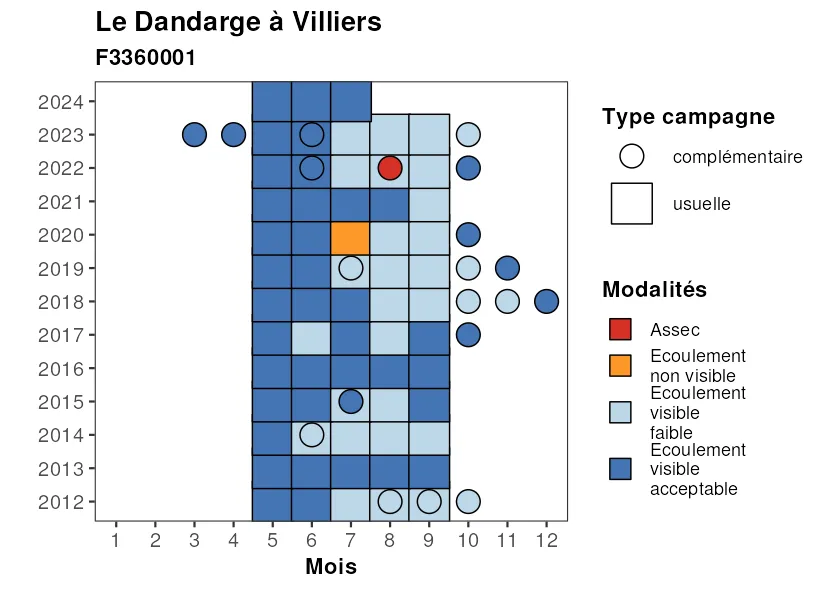 Le Dandarge à Villiers
F3360001
2024
2023
2022
2021
2020
2019
2018
2017
2016
2015
2014
2013
2012
1 2 3 4 5 6 7 8 9 10 11 12
Mois
Type campagne
complémentaire
usuelle
Modalités
Assec
Ecoulement
non visible
Ecoulement
visible
faible
Ecoulement
visible
acceptable